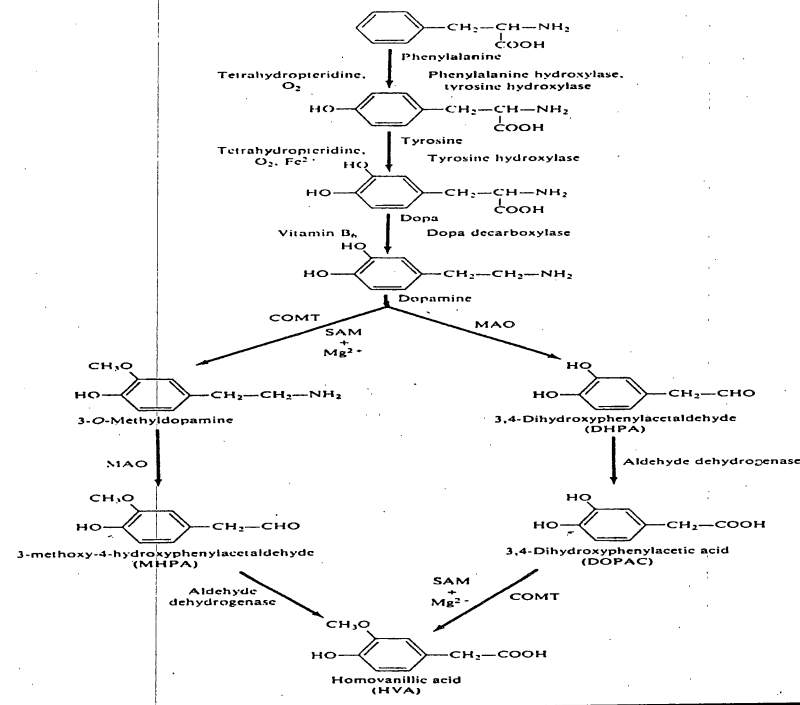 CH₂—CH—NH₂
COOH
Phenylalanine
Tetrahydropteridine,
O₂
Phenylalanine hydroxylase,
tyrosine hydroxylase
HO
CH₂—CH—NH₂
COOH
Tyrosine
Tetrahydropteridine,
O₂, Fe²⁺
Tyrosine hydroxylase
HO
HO
CH₂—CH—NH₂
COOH
Dopa
Vitamin B₆
Dopa decarboxylase
HO
HO
CH₂—CH₂—NH₂
Dopamine
COMT
SAM
+
Mg²⁺
MAO
CH₃O
HO
CH₂—CH₂—NH₂
3-O-Methyldopamine
HO
HO
CH₂—CHO
3,4-Dihydroxyphenylacetaldehyde
(DHPA)
MAO
Aldehyde dehydrogenase
CH₃O
HO
CH₂—CHO
3-methoxy-4-hydroxyphenylacetaldehyde
(MHPA)
HO
HO
CH₂—COOH
3,4-Dihydroxyphenylacetic acid
(DOPAC)
Aldehyde
dehydrogenase
SAM
+
Mg²⁺
COMT
CH₃O
HO
CH₂—COOH
Homovanillic acid
(HVA)